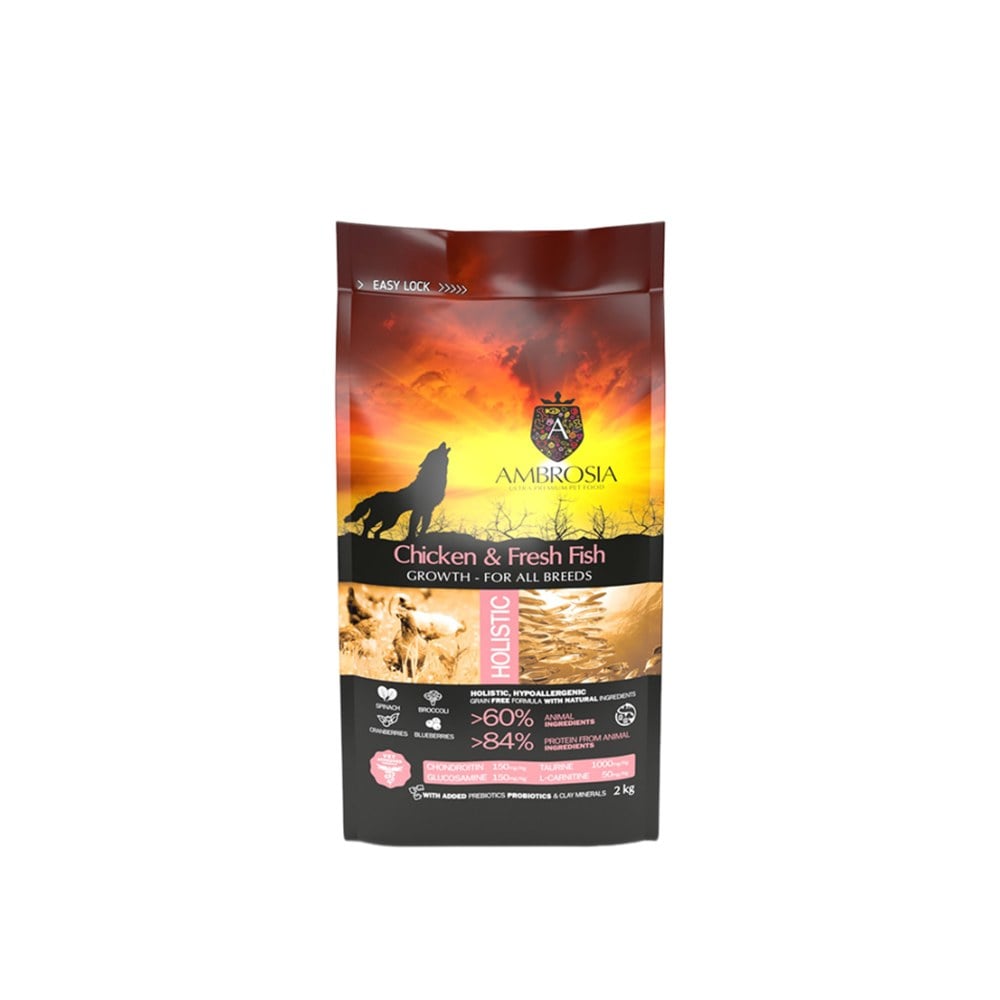 > EASY LOCK >>>>>
A
AMBROSIA
ULTRA PREMIUM PET FOOD
Chicken & Fresh Fish
GROWTH - FOR ALL BREEDS
HOLISTIC
SPINACH
BROCCOLI
CRANBERRIES
BLUEBERRIES
HOLISTIC, HYPOALLERGENIC
GRAIN FREE FORMULA WITH NATURAL INGREDIENTS
>60% ANIMAL INGREDIENTS
>84% PROTEIN FROM ANIMAL INGREDIENTS
CHONDROITIN 150mg/kg TAURINE 1000mg/kg
GLUCOSAMINE 150mg/kg L-CARNITINE 50mg/kg
VET
WITH ADDED PREBIOTICS PROBIOTICS & CLAY MINERALS 2 kg